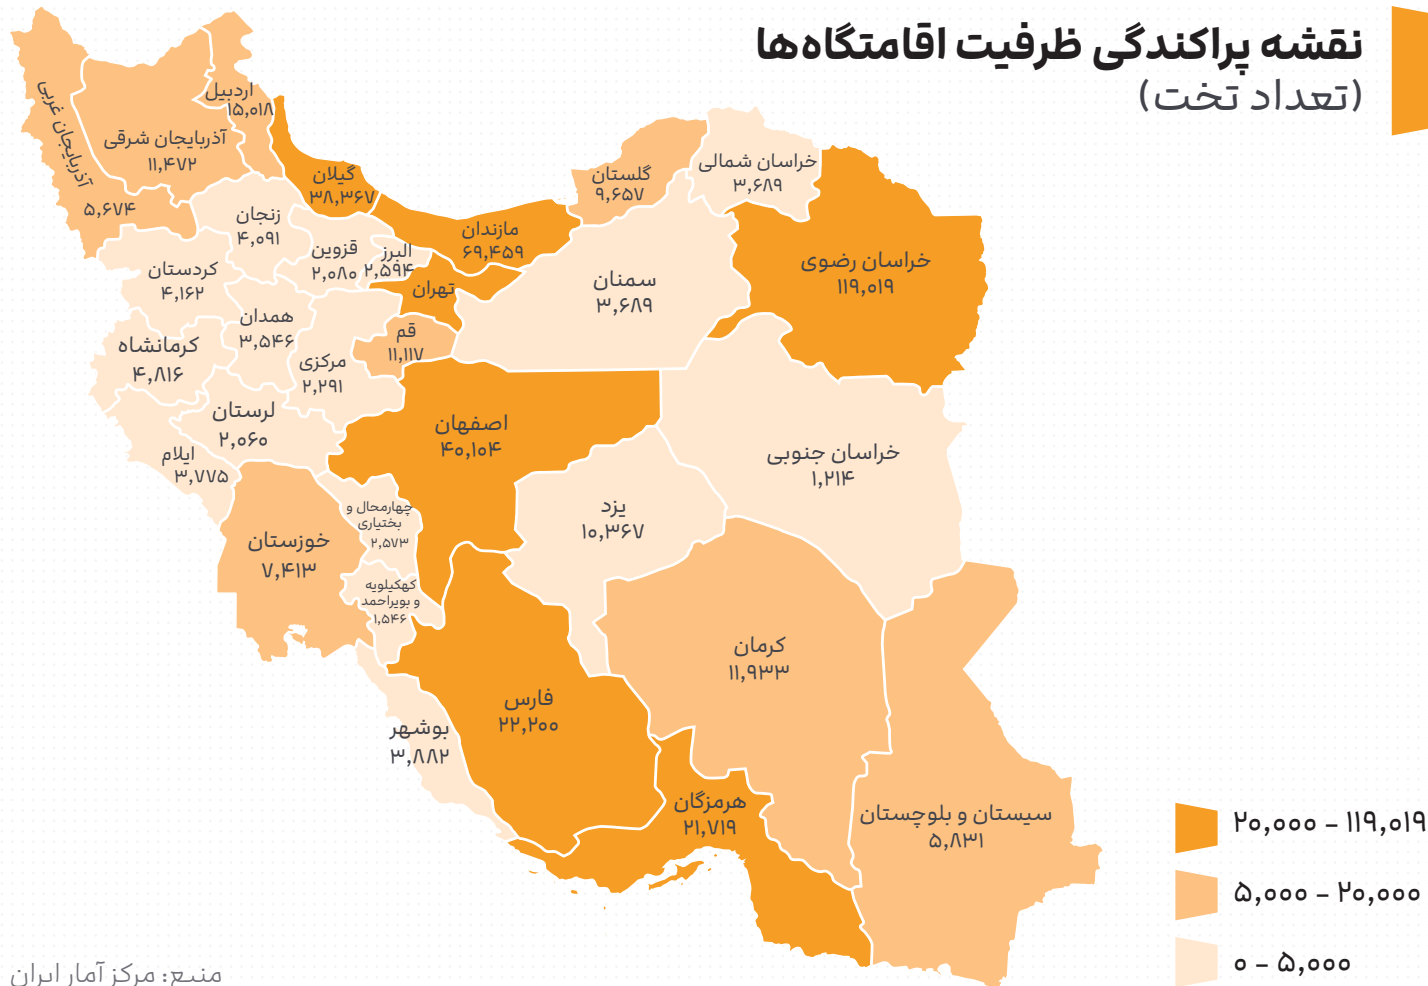 نقشه پراکندگی ظرفیت اقامتگاه‌ها
(تعداد تخت)
اردبیل
۱۵,۰۱۸
آذربایجان غربی
۵,۶۷۴
آذربایجان شرقی
۱۱,۴۷۲
گیلان
۳۸,۳۶۷
گلستان
۹,۶۵۷
خراسان شمالی
۳,۶۸۹
خراسان رضوی
۱۱۹,۰۱۹
مازندران
۶۹,۴۵۹
زنجان
۴,۰۹۱
قزوین
۲,۰۸۰
البرز
۲,۵۹۴
تهران
سمنان
۳,۶۸۹
کردستان
۴,۱۶۲
همدان
۳,۵۴۶
قم
۱۱,۱۱۷
کرمانشاه
۴,۸۱۶
مرکزی
۲,۲۹۱
لرستان
۲,۰۶۰
ایلام
۳,۷۷۵
اصفهان
۴۰,۱۰۴
خراسان جنوبی
۱,۲۱۴
یزد
۱۰,۳۶۷
چهارمحال و
بختیاری
۲,۵۷۳
خوزستان
۷,۴۱۳
کهکیلویه
و بویراحمد
۱,۵۴۶
کرمان
۱۱,۹۳۳
فارس
۲۲,۲۰۰
بوشهر
۳,۸۸۲
هرمزگان
۲۱,۷۱۹
سیستان و بلوچستان
۵,۸۳۱
۲۰,۰۰۰ – ۱۱۹,۰۱۹
۵,۰۰۰ – ۲۰,۰۰۰
۰ – ۵,۰۰۰
منبع: مرکز آمار ایران